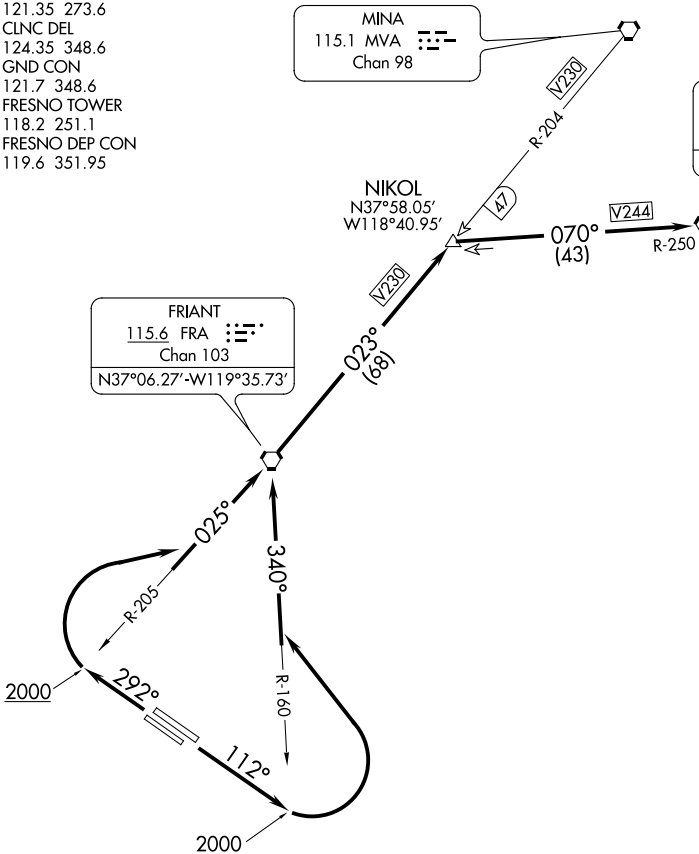 121.35 273.6
CLNC DEL
124.35 348.6
GND CON
121.7 348.6
FRESNO TOWER
118.2 251.1
FRESNO DEP CON
119.6 351.95
MINA
115.1 MVA
Chan 98
V230
R-204
47
NIKOL
N37°58.05'
W118°40.95'
V244
070°
(43)
R-250
V230
023°
(68)
FRIANT
115.6 FRA
Chan 103
N37°06.27'-W119°35.73'
025°
R-205
340°
R-160
2000
292°
112°
2000